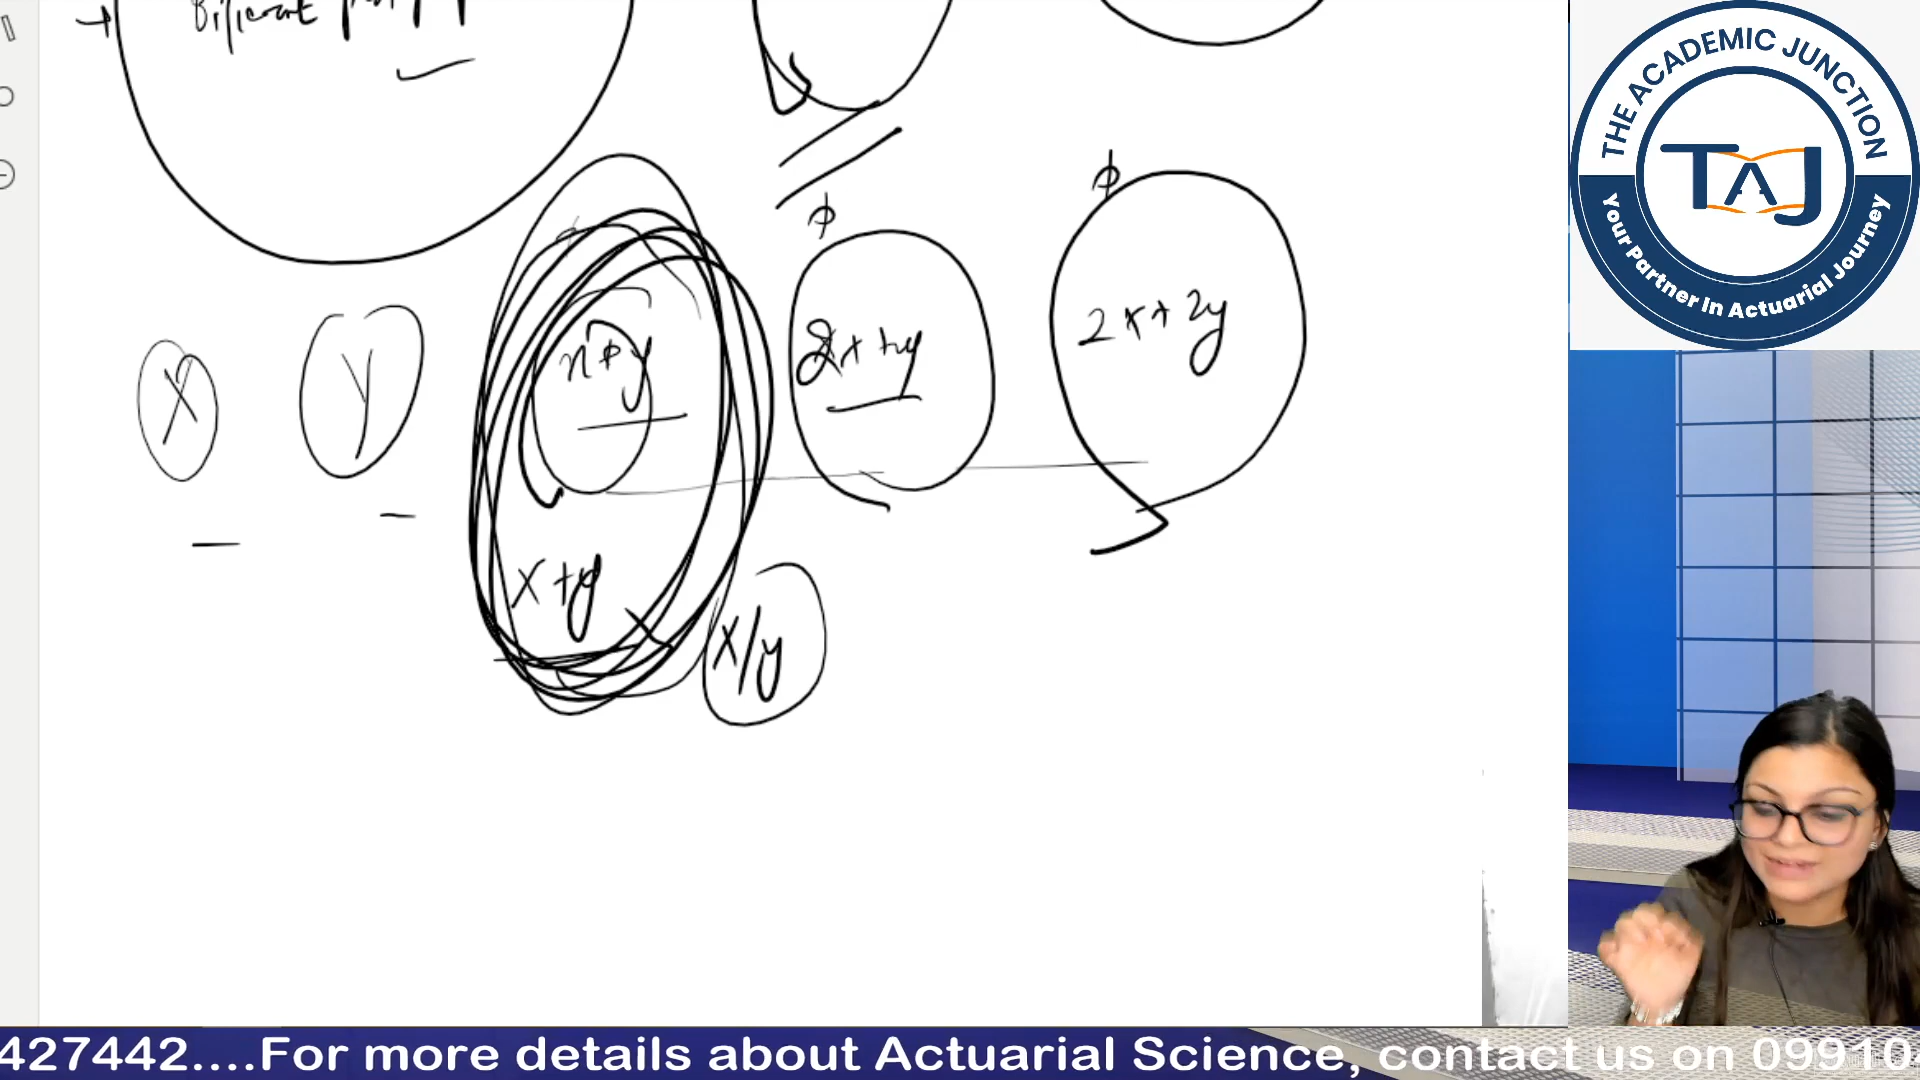 ϕ
ϕ
X
y
x+y
2x+y
2x+2y
x+y
x/y
THE ACADEMIC JUNCTION
TAJ
Your Partner In Actuarial Journey
427442....For more details about Actuarial Science, contact us on 09910